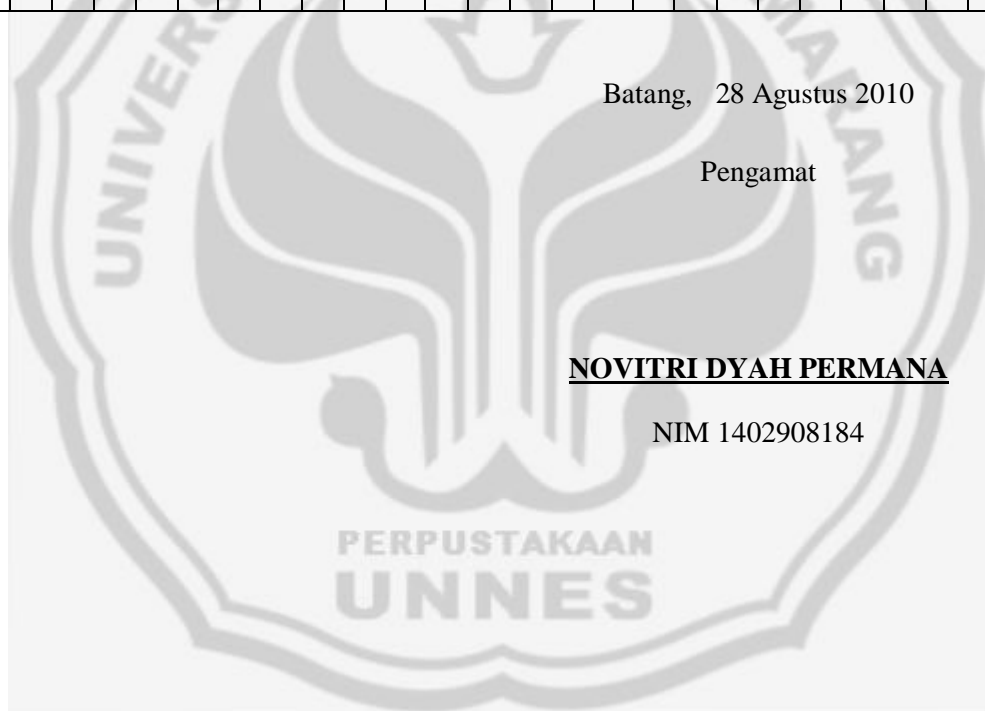 Batang, 28 Agustus 2010
Pengamat
NOVITRI DYAH PERMANA
NIM 1402908184
PERPUSTAKAAN
UNNES